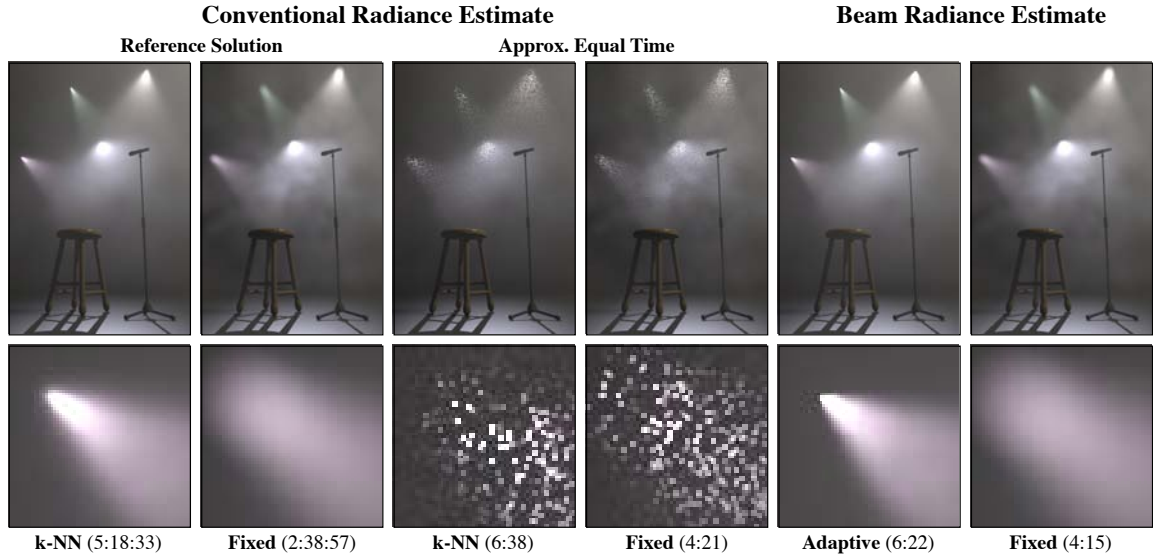 Conventional Radiance Estimate
Beam Radiance Estimate
Reference Solution
Approx. Equal Time
k-NN (5:18:33)
Fixed (2:38:57)
k-NN (6:38)
Fixed (4:21)
Adaptive (6:22)
Fixed (4:15)